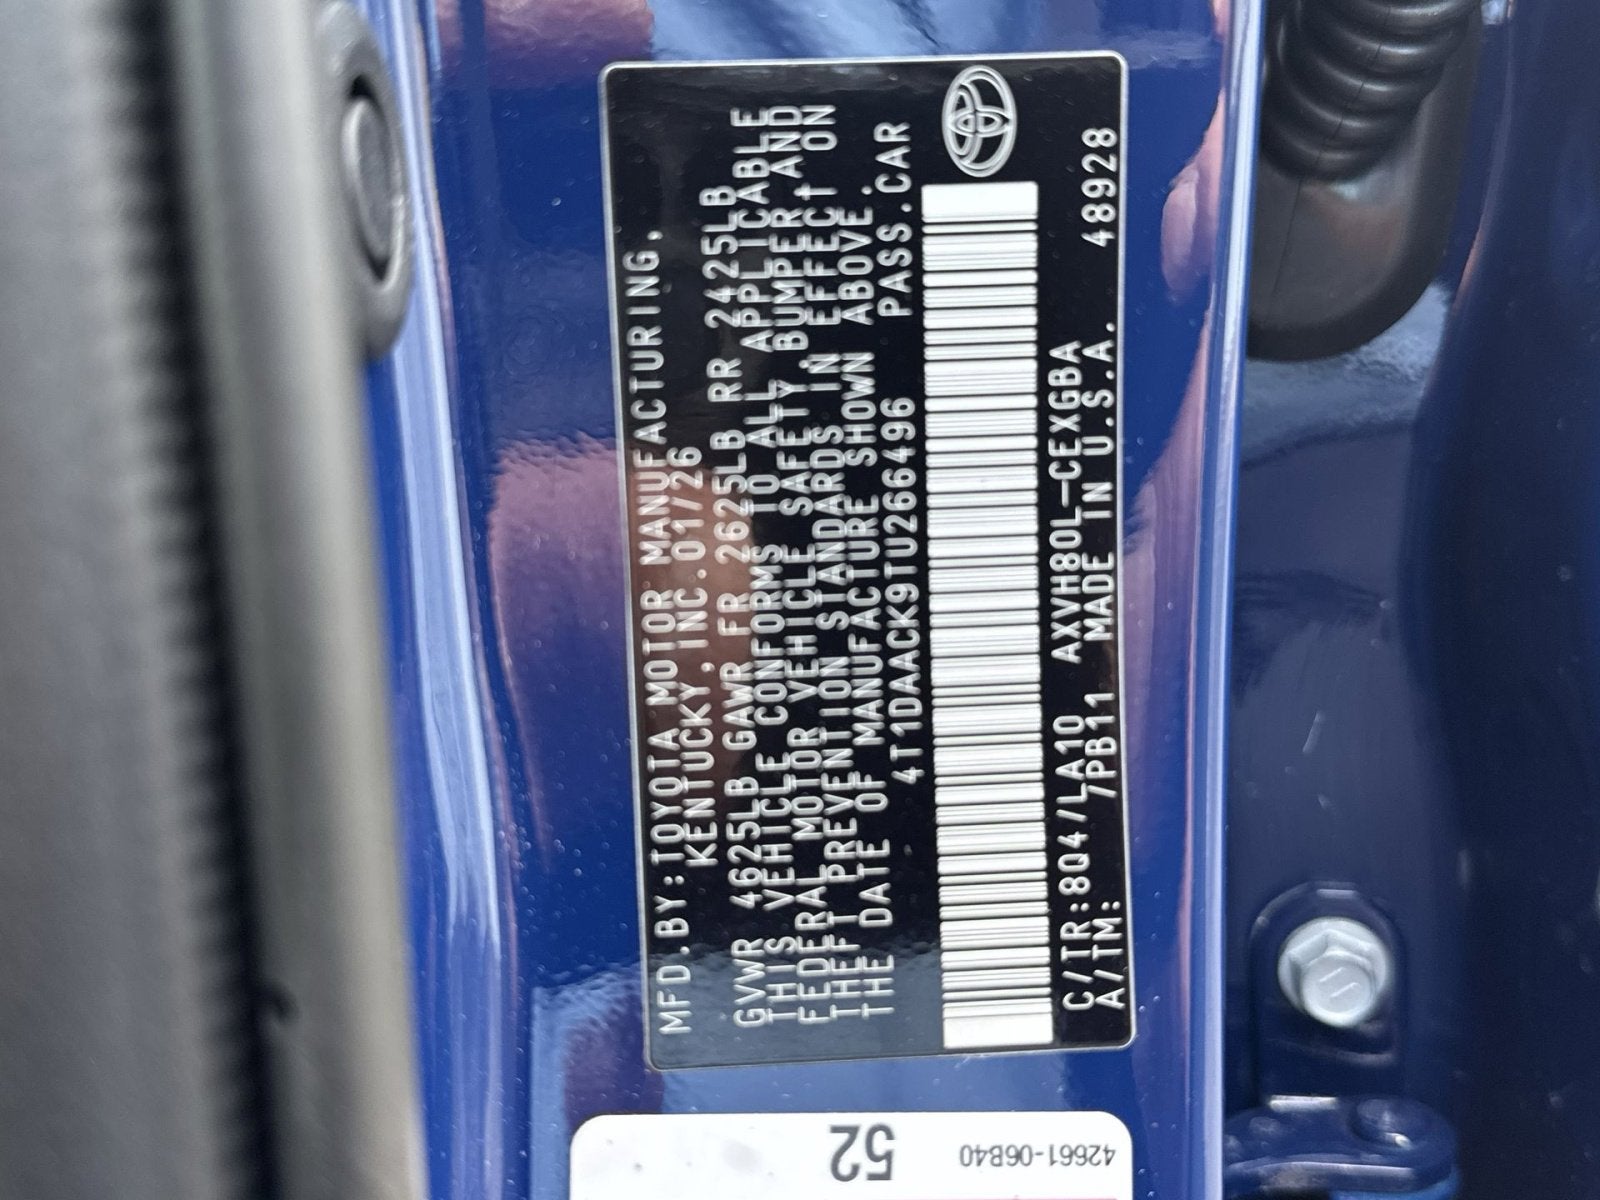 MFD.BY:TOYOTA MOTOR MANUFACTURING,
KENTUCKY, INC.01/26
GVWR 4625LB GAWR FR 2625LB RR 2425LB
THIS VEHICLE CONFORMS TO ALL APPLICABLE
FEDERAL MOTOR VEHICLE SAFETY, BUMPER, AND
THEFT PREVENTION STANDARDS IN EFFECT ON
THE DATE OF MANUFACTURE SHOWN ABOVE.
4T1DAACK9TU266496 PASS.CAR
C/TR:8Q4/LA10 AXVH80L-CEXGBA
A/TM: /PB11 MADE IN U.S.A. 48928
52
42661-06B40